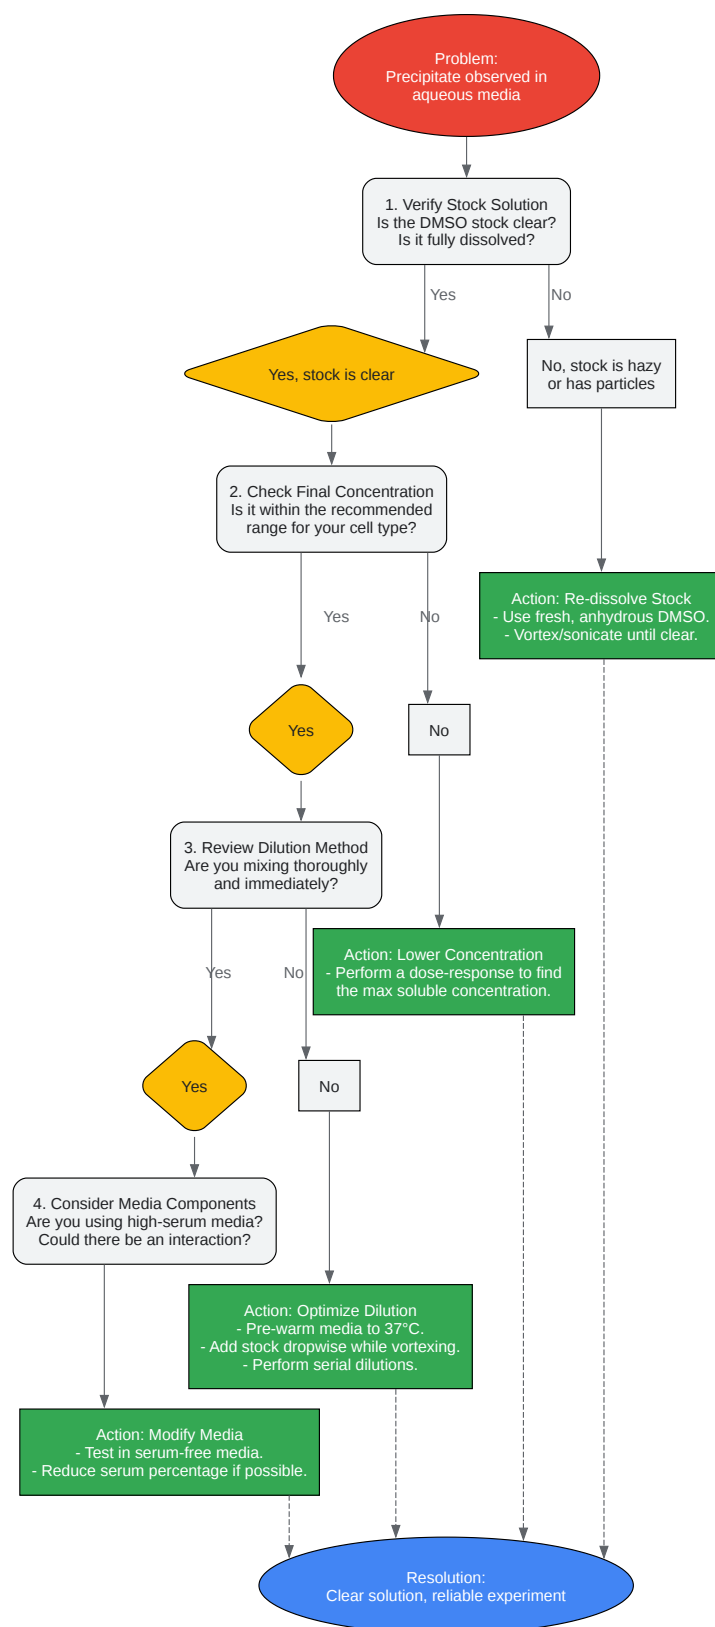 Problem:
Precipitate observed in
aqueous media
1. Verify Stock Solution
Is the DMSO stock clear?
Is it fully dissolved?
Yes
No
Yes, stock is clear
No, stock is hazy
or has particles
2. Check Final Concentration
Is it within the recommended
range for your cell type?
Action: Re-dissolve Stock
- Use fresh, anhydrous DMSO.
- Vortex/sonicate until clear.
Yes
No
Yes
No
3. Review Dilution Method
Are you mixing thoroughly
and immediately?
Action: Lower Concentration
- Perform a dose-response to find
the max soluble concentration.
Yes
No
Yes
No
4. Consider Media Components
Are you using high-serum media?
Could there be an interaction?
Action: Optimize Dilution
- Pre-warm media to 37°C.
- Add stock dropwise while vortexing.
- Perform serial dilutions.
Action: Modify Media
- Test in serum-free media.
- Reduce serum percentage if possible.
Resolution:
Clear solution, reliable experiment